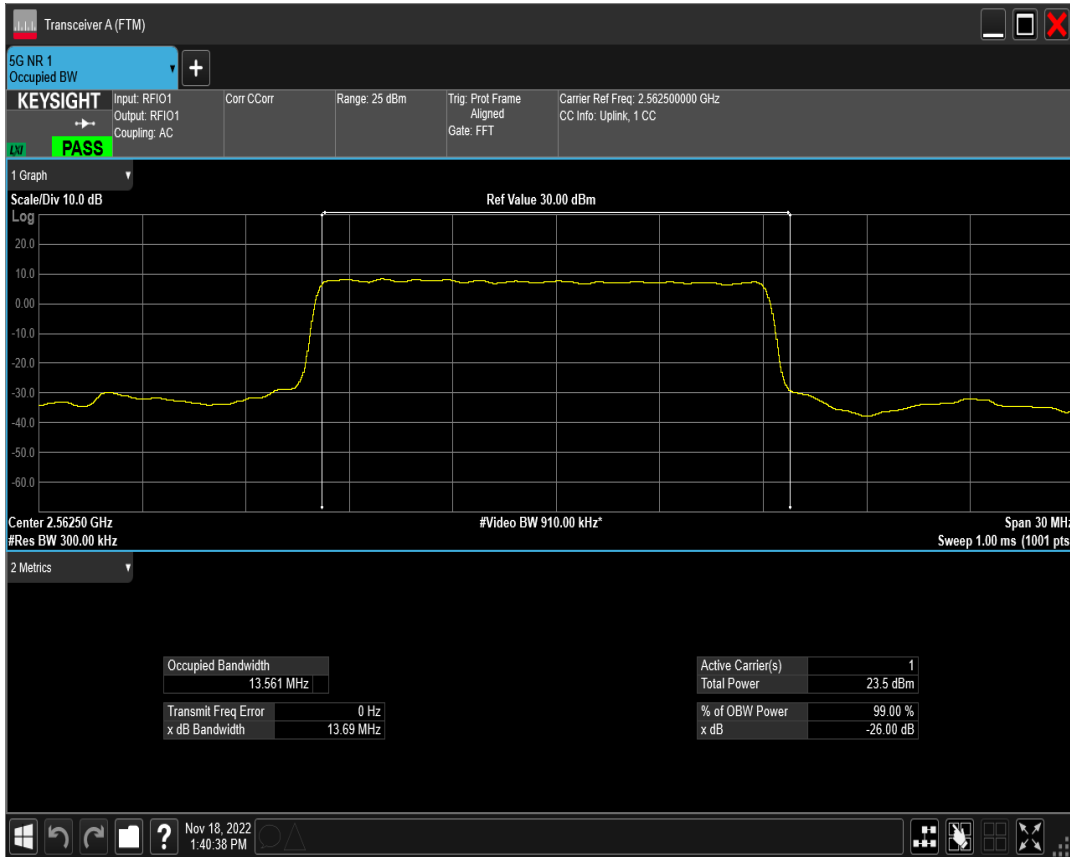 Transceiver A (FTM)
5G NR 1
Occupied BW
+
KEYSIGHT
LXI
PASS
Input: RFIO1
Output: RFIO1
Coupling: AC
Corr CCorr
Range: 25 dBm
Trig: Prot Frame
Aligned
Gate: FFT
Carrier Ref Freq: 2.562500000 GHz
CC Info: Uplink, 1 CC
1 Graph
Scale/Div 10.0 dB
Ref Value 30.00 dBm
Log
20.0
10.0
0.00
-10.0
-20.0
-30.0
-40.0
-50.0
-60.0
Center 2.56250 GHz
#Video BW 910.00 kHz*
Span 30 MHz
#Res BW 300.00 kHz
Sweep 1.00 ms (1001 pts
2 Metrics
Occupied Bandwidth
13.561 MHz
Transmit Freq Error 0 Hz
x dB Bandwidth 13.69 MHz
Active Carrier(s) 1
Total Power 23.5 dBm
% of OBW Power 99.00 %
x dB -26.00 dB
?
Nov 18, 2022
1:40:38 PM